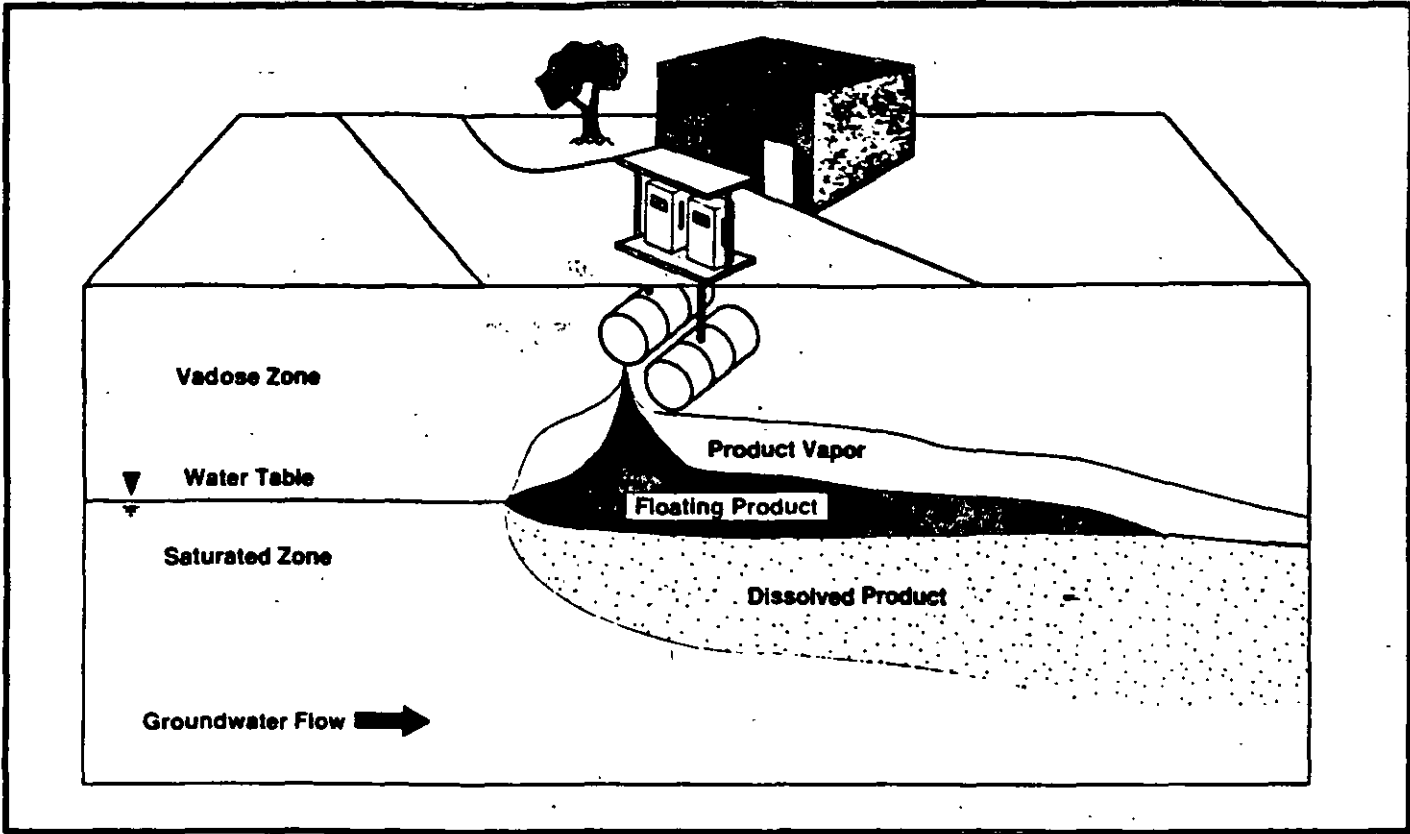 Vadose Zone
Product Vapor
Water Table
Floating Product
Saturated Zone
Dissolved Product
Groundwater Flow